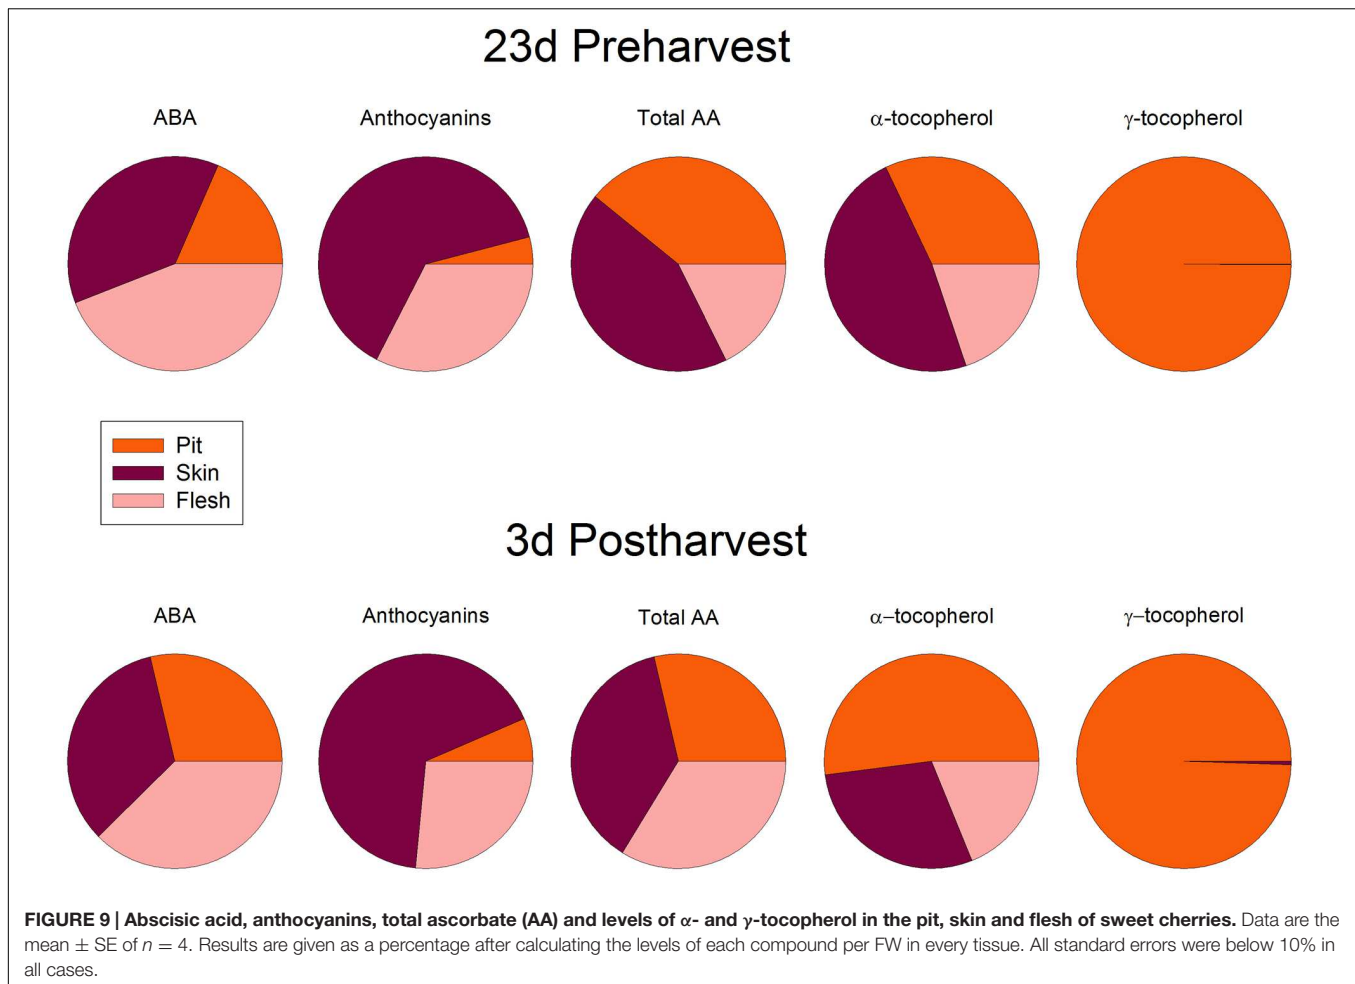 23d Preharvest
ABA
Anthocyanins
Total AA
α-tocopherol
γ-tocopherol
Pit
Skin
Flesh
3d Postharvest
ABA
Anthocyanins
Total AA
α–tocopherol
γ–tocopherol
FIGURE 9 | Abscisic acid, anthocyanins, total ascorbate (AA) and levels of α- and γ-tocopherol in the pit, skin and flesh of sweet cherries. Data are the
mean ± SE of n = 4. Results are given as a percentage after calculating the levels of each compound per FW in every tissue. All standard errors were below 10% in
all cases.